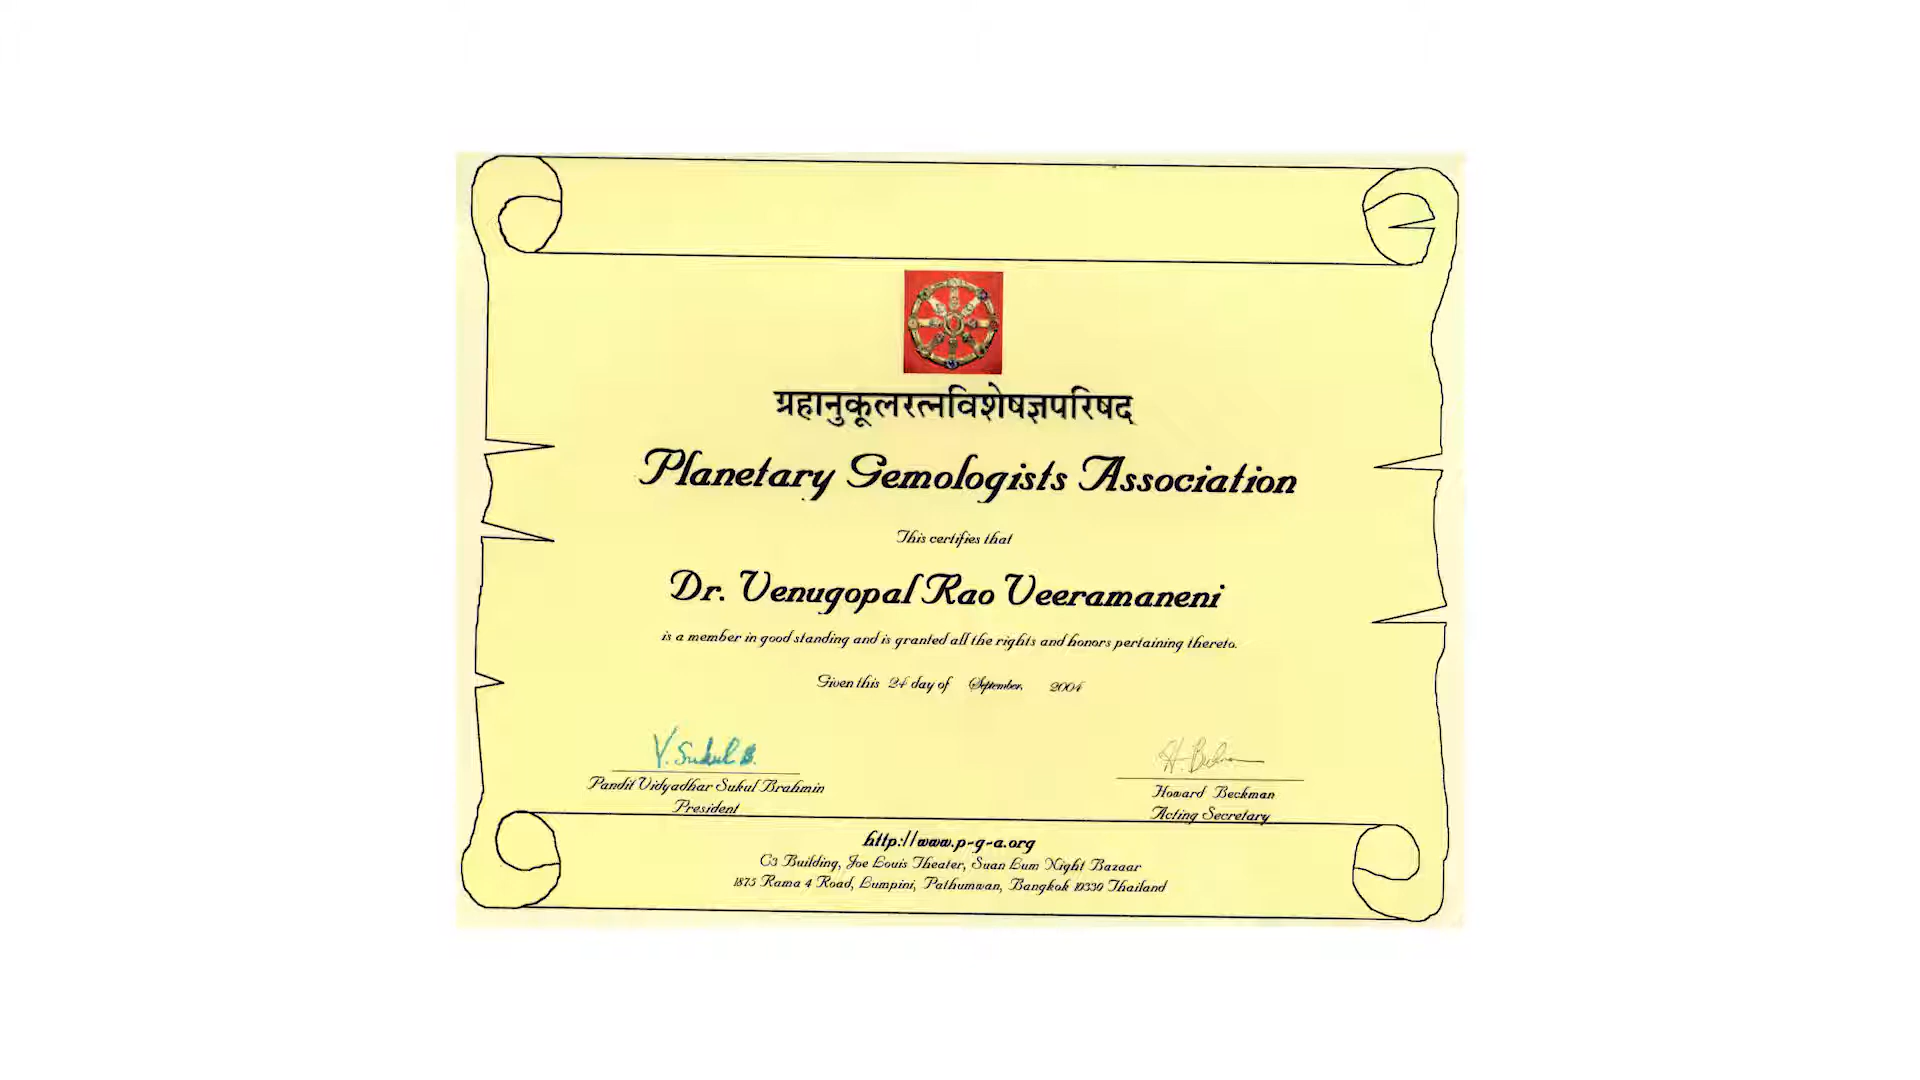 ग्रहानुकूलरत्नविशेषज्ञपरिषद
Planetary Gemologists Association
This certifies that
Dr. Venugopal Rao Veeramaneni
is a member in good standing and is granted all the rights and honors pertaining thereto.
Given this 24 day of September, 2004
V. Sukul B.
H. Beckman
Pandit Vidyadhar Sukul Brahmin
Howard Beckman
President
Acting Secretary
http://www.p-g-a.org
C3 Building, Joe Louis Theater, Suan Lum Night Bazaar
1875 Rama 4 Road, Lumpini, Pathumwan, Bangkok 10330 Thailand